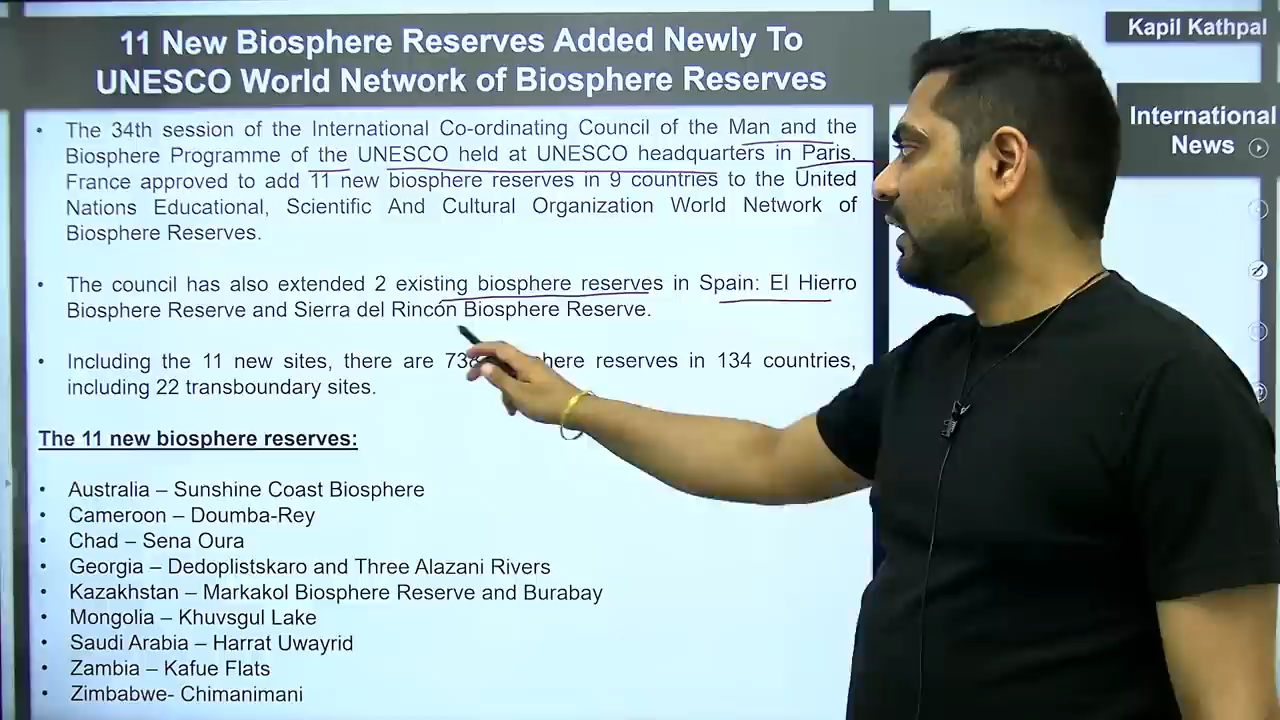 11 New Biosphere Reserves Added Newly To
UNESCO World Network of Biosphere Reserves
Kapil Kathpal
International
News
• The 34th session of the International Co-ordinating Council of the Man and the
Biosphere Programme of the UNESCO held at UNESCO headquarters in Paris,
France approved to add 11 new biosphere reserves in 9 countries to the United
Nations Educational, Scientific And Cultural Organization World Network of
Biosphere Reserves.
• The council has also extended 2 existing biosphere reserves in Spain: El Hierro
Biosphere Reserve and Sierra del Rincón Biosphere Reserve.
• Including the 11 new sites, there are reserves in 134 countries,
including 22 transboundary sites.
The 11 new biosphere reserves:
• Australia – Sunshine Coast Biosphere
• Cameroon – Doumba-Rey
• Chad – Sena Oura
• Georgia – Dedoplistskaro and Three Alazani Rivers
• Kazakhstan – Markakol Biosphere Reserve and Burabay
• Mongolia – Khuvsgul Lake
• Saudi Arabia – Harrat Uwayrid
• Zambia – Kafue Flats
• Zimbabwe- Chimanimani